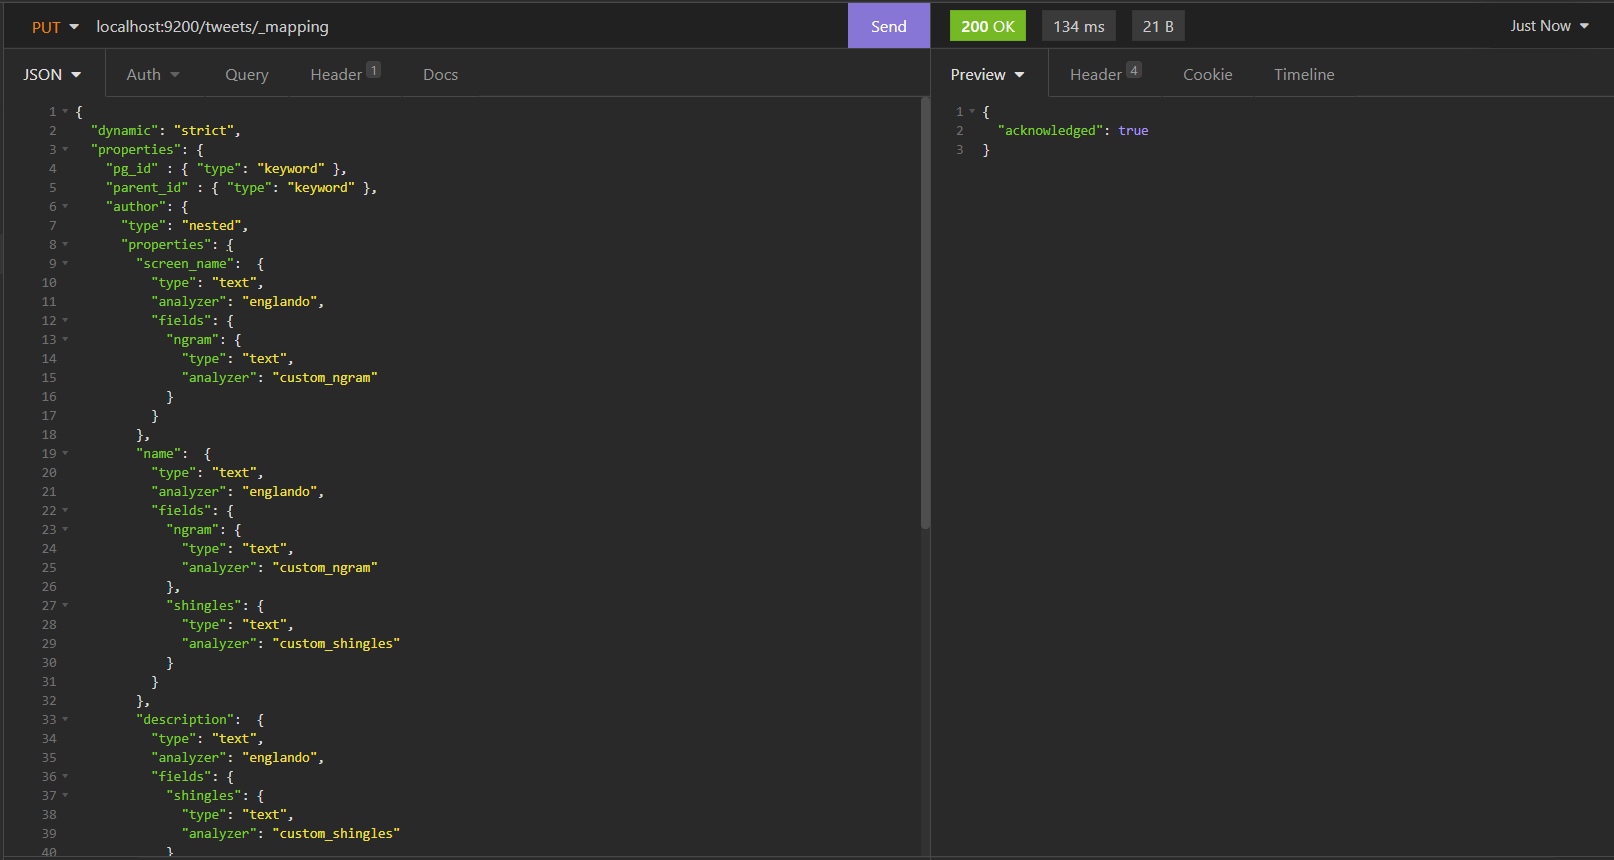 PUT localhost:9200/tweets/_mapping Send 200 OK 134 ms 21 B Just Now
JSON Auth Query Header 1 Docs Preview Header 4 Cookie Timeline
1 {
2 "dynamic": "strict",
3 "properties": {
4 "pg_id" : { "type": "keyword" },
5 "parent_id" : { "type": "keyword" },
6 "author": {
7 "type": "nested",
8 "properties": {
9 "screen_name":  {
10 "type": "text",
11 "analyzer": "englando",
12 "fields": {
13 "ngram": {
14 "type": "text",
15 "analyzer": "custom_ngram"
16 }
17 }
18 },
19 "name":  {
20 "type": "text",
21 "analyzer": "englando",
22 "fields": {
23 "ngram": {
24 "type": "text",
25 "analyzer": "custom_ngram"
26 },
27 "shingles": {
28 "type": "text",
29 "analyzer": "custom_shingles"
30 }
31 }
32 },
33 "description":  {
34 "type": "text",
35 "analyzer": "englando",
36 "fields": {
37 "shingles": {
38 "type": "text",
39 "analyzer": "custom_shingles"
40 }
1 {
2 "acknowledged": true
3 }